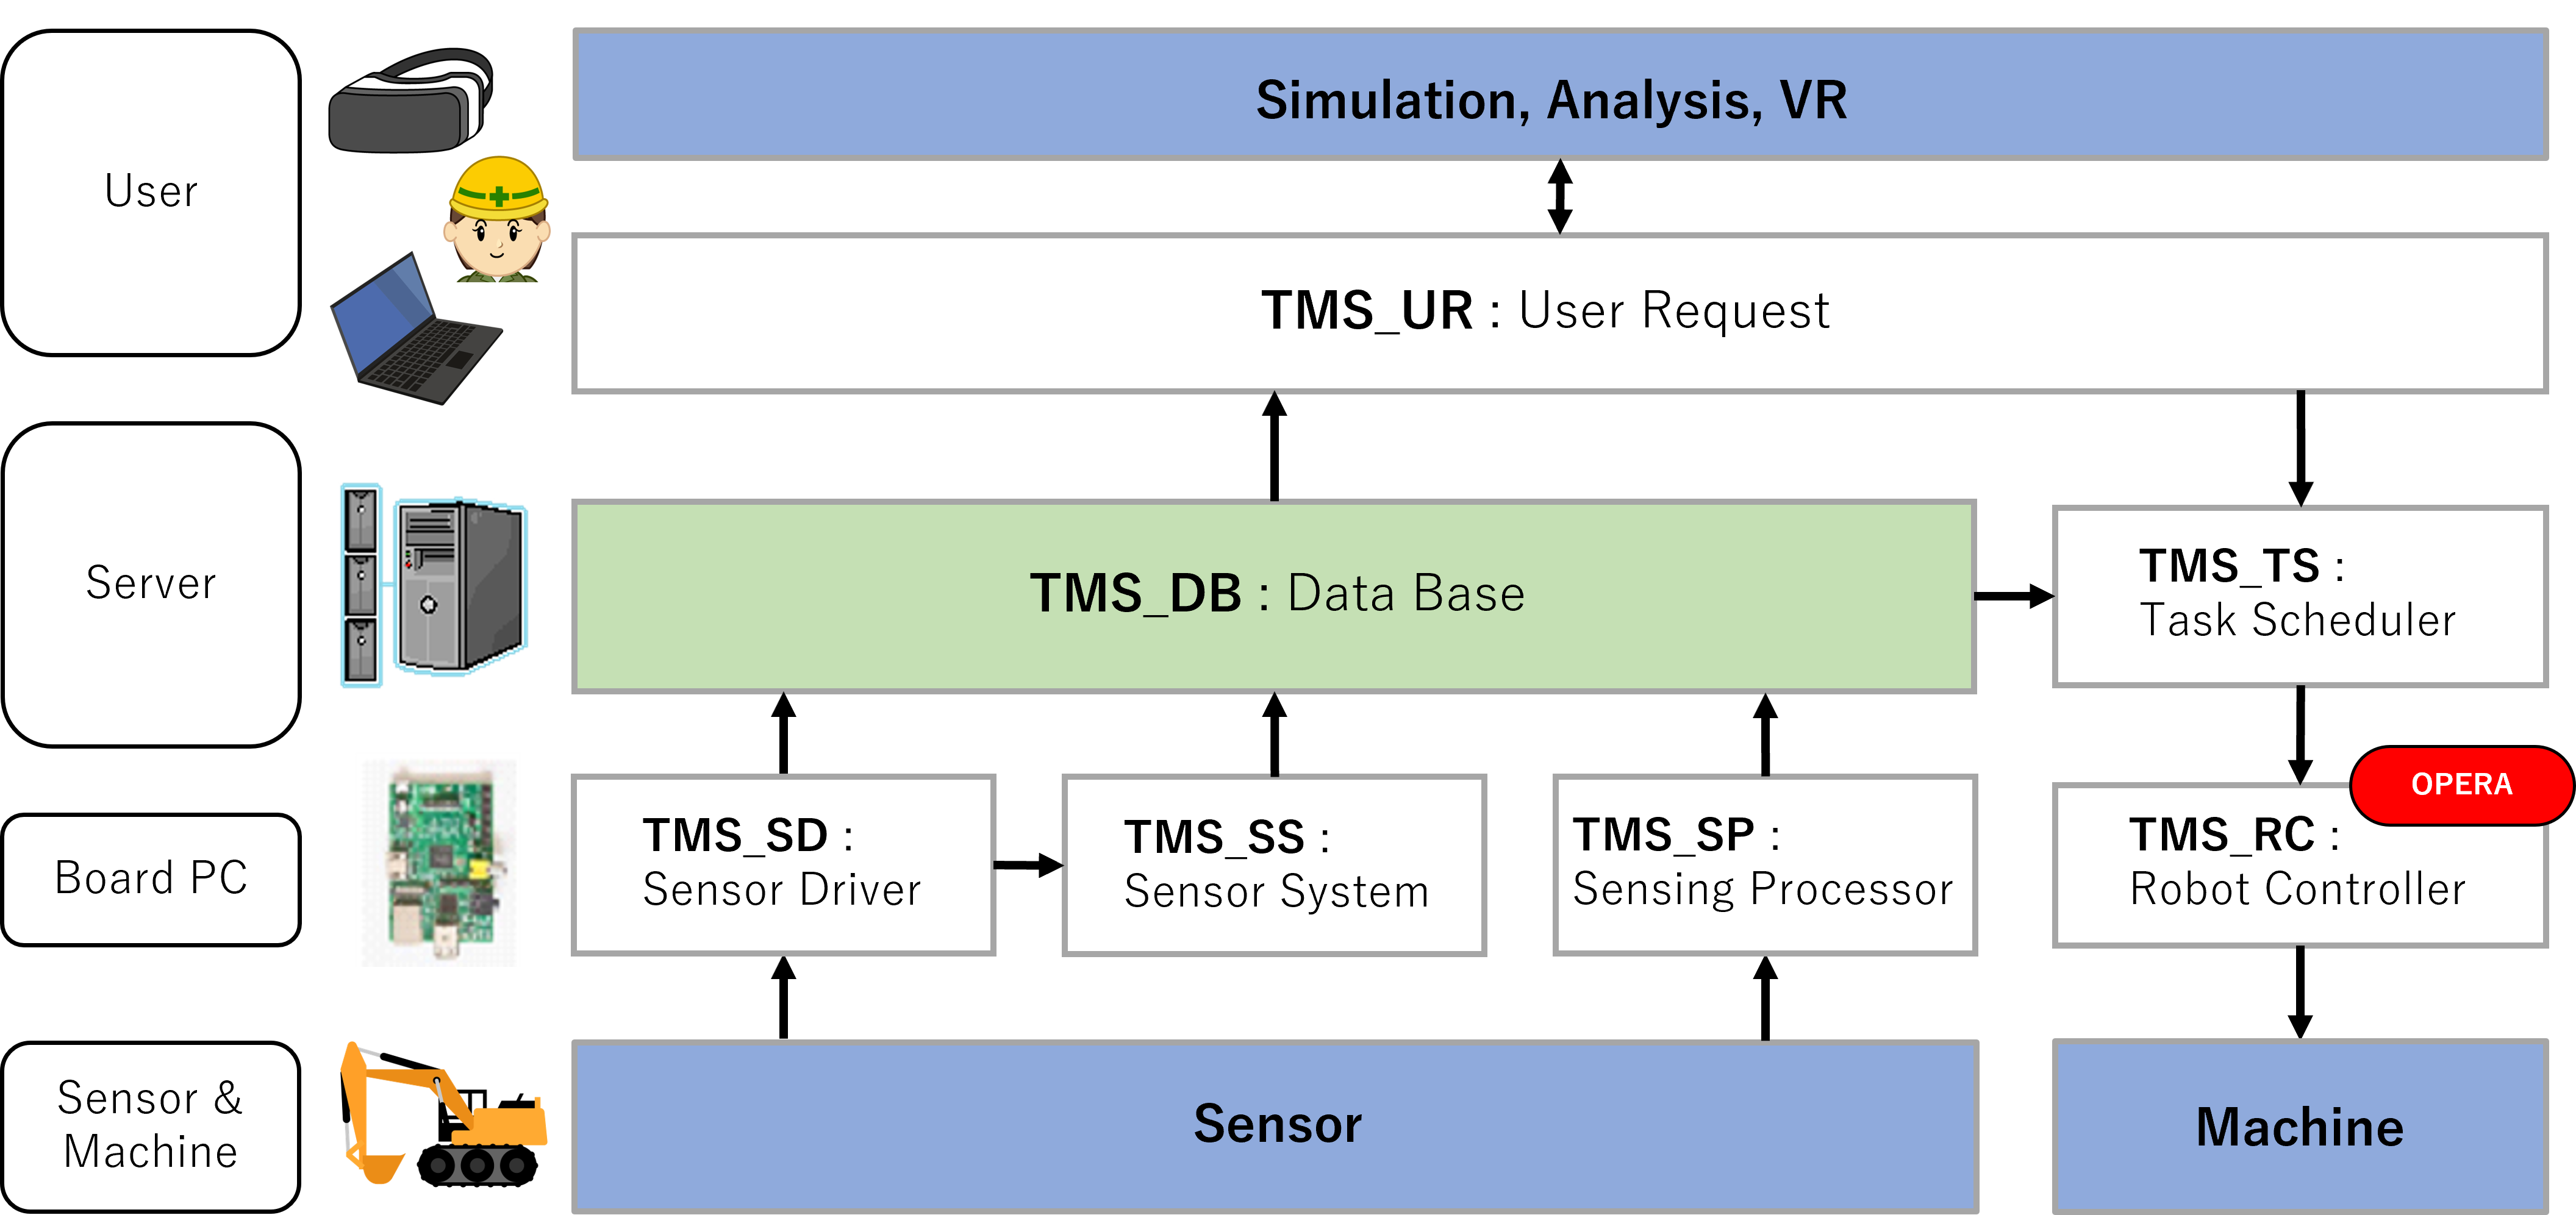 User
Simulation, Analysis, VR
TMS_UR : User Request
Server
TMS_DB : Data Base
TMS_TS :
Task Scheduler
Board PC
TMS_SD :
Sensor Driver
TMS_SS :
Sensor System
TMS_SP :
Sensing Processor
OPERA
TMS_RC :
Robot Controller
Sensor &
Machine
Sensor
Machine